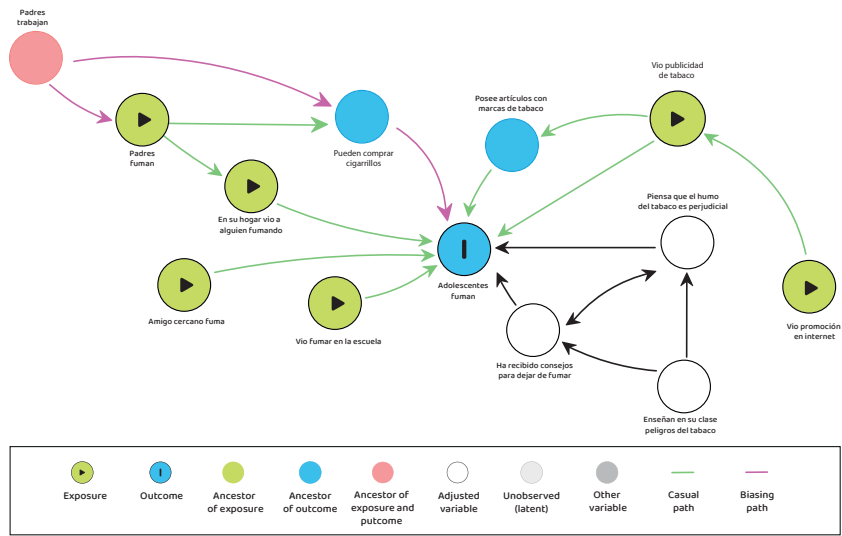 Padres
trabajan
Padres
fuman
Pueden comprar
cigarrillos
Posee artículos con
marcas de tabaco
Vio publicidad
de tabaco
En su hogar vio a
alguien fumando
Piensa que el humo
del tabaco es perjudicial
Amigo cercano fuma
Vio fumar en la escuela
Adolescentes
fuman
Vio promoción
en internet
Ha recibido consejos
para dejar de fumar
Enseñan en su clase
peligros del tabaco
Exposure
Outcome
Ancestor
of exposure
Ancestor
of outcome
Ancestor of
exposure and
putcome
Adjusted
variable
Unobserved
(latent)
Other
variable
Casual
path
Biasing
path